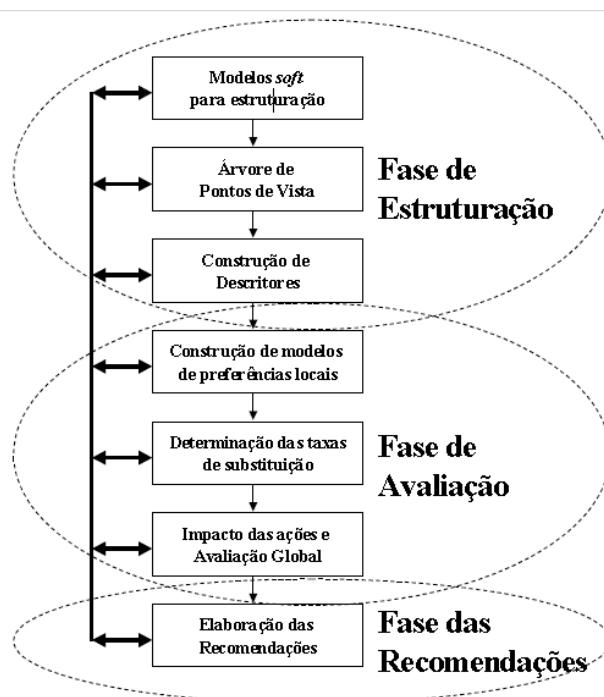 Modelos soft
para estruturação
Árvore de
Pontos de Vista
Fase de
Estruturação
Construção de
Descritores
Construção de modelos
de preferências locais
Determinação das taxas
de substituição
Fase de
Avaliação
Impacto das ações e
Avaliação Global
Elaboração das
Recomendações
Fase das
Recomendações